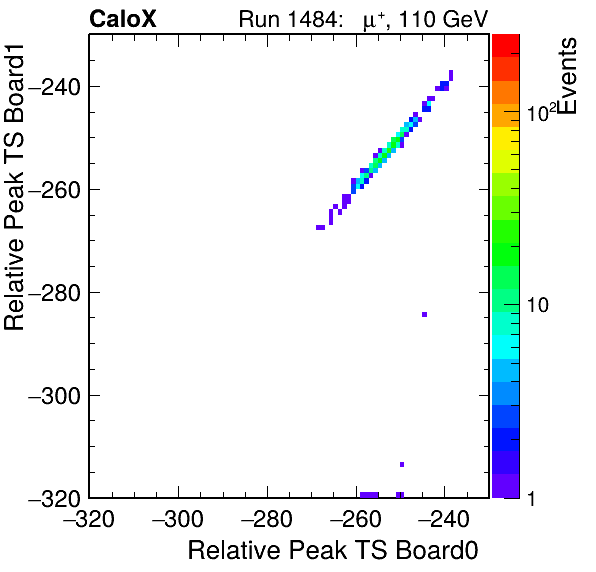 CaloX Run 1484: μ⁺, 110 GeV
Events
10²
10
1
Relative Peak TS Board1
−240
−260
−280
−300
−320
−320 −300 −280 −260 −240
Relative Peak TS Board0